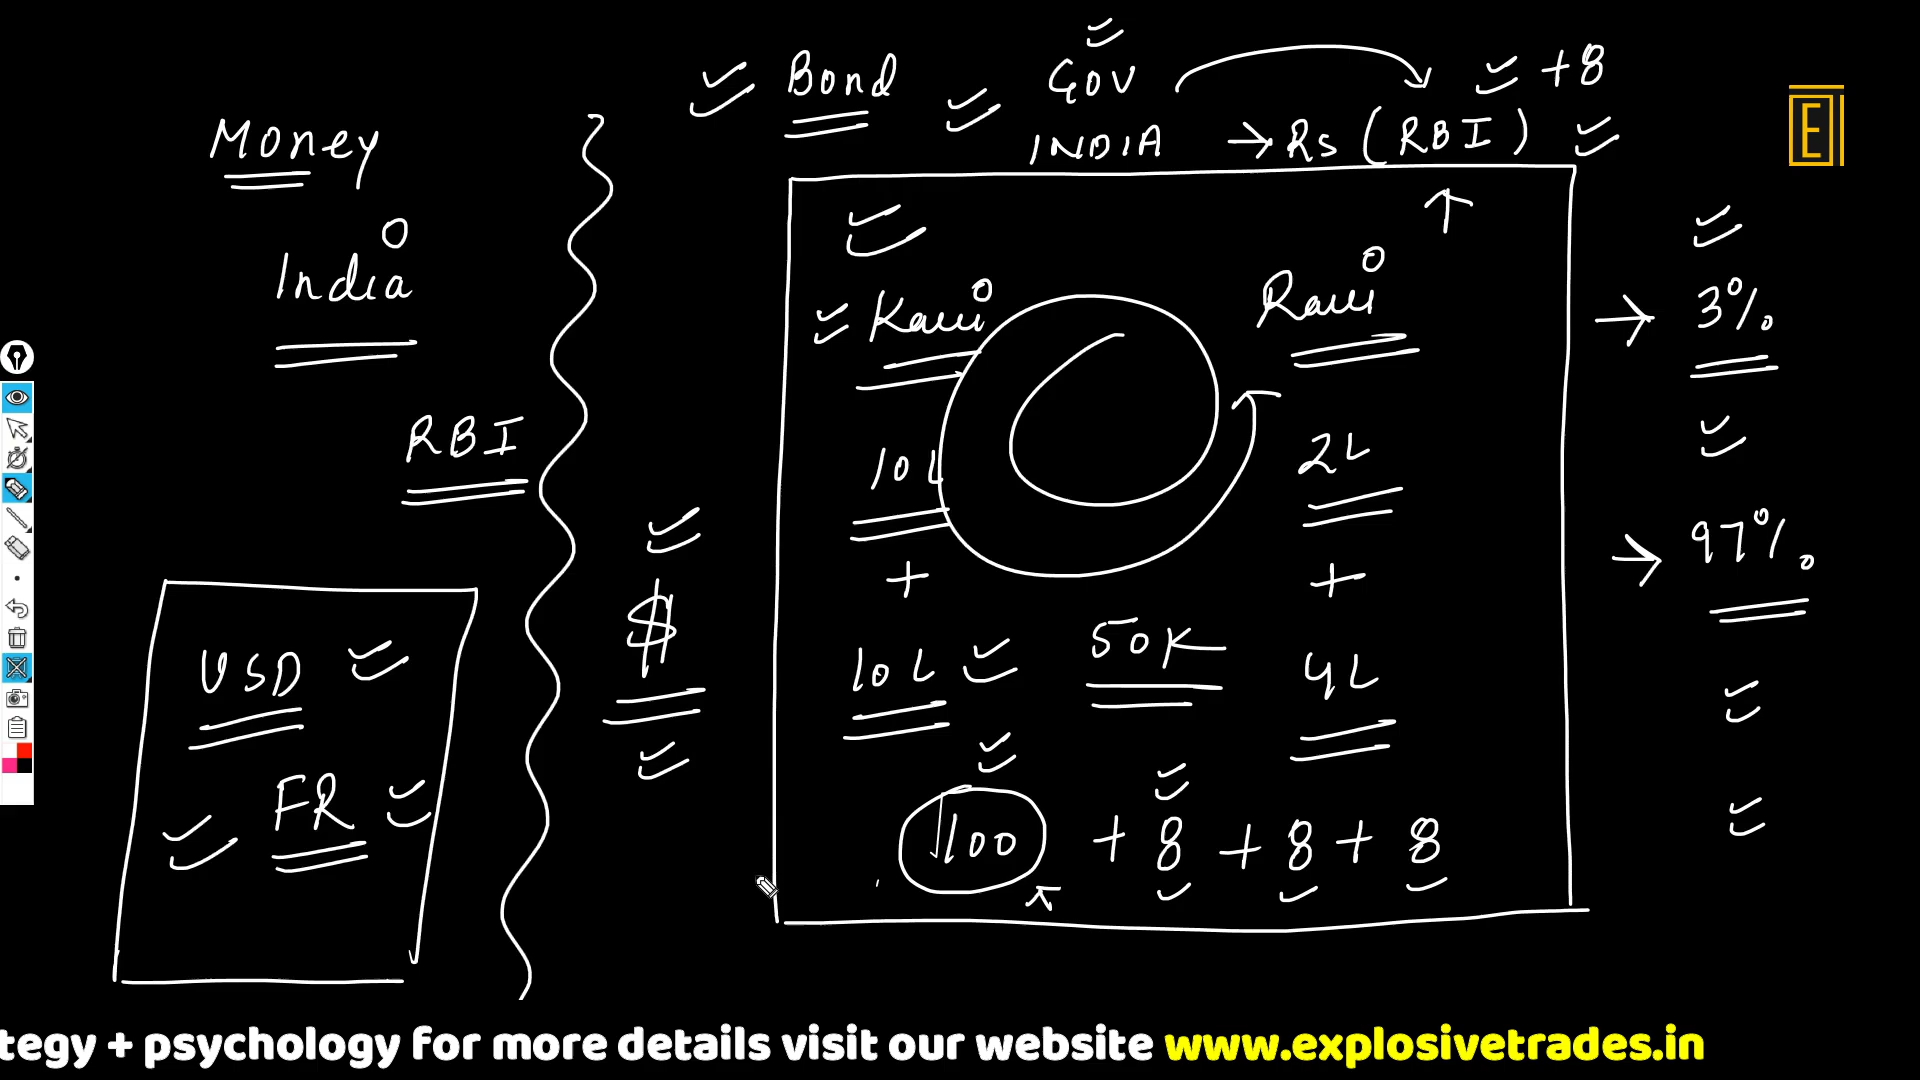 Money
India
RBI
USD
FR
Bond
GOV
INDIA → Rs (RBI)
+8
$
Kavi
Ravi
10L
2L
+
+
10L
50K
4L
100 + 8 + 8 + 8
→ 3%
→ 97%
E
tegy + psychology for more details visit our website www.explosivetrades.in